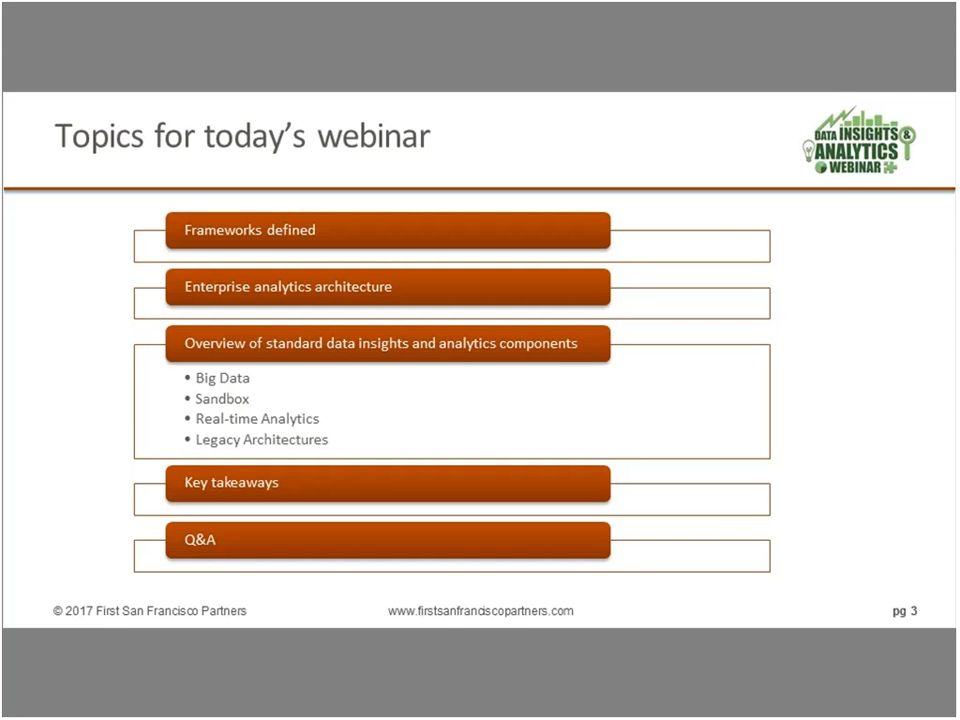 Topics for today's webinar
DATA INSIGHTS &
ANALYTICS
WEBINAR
Frameworks defined
Enterprise analytics architecture
Overview of standard data insights and analytics components
• Big Data
• Sandbox
• Real-time Analytics
• Legacy Architectures
Key takeaways
Q&A
© 2017 First San Francisco Partners
www.firstsanfranciscopartners.com
pg 3